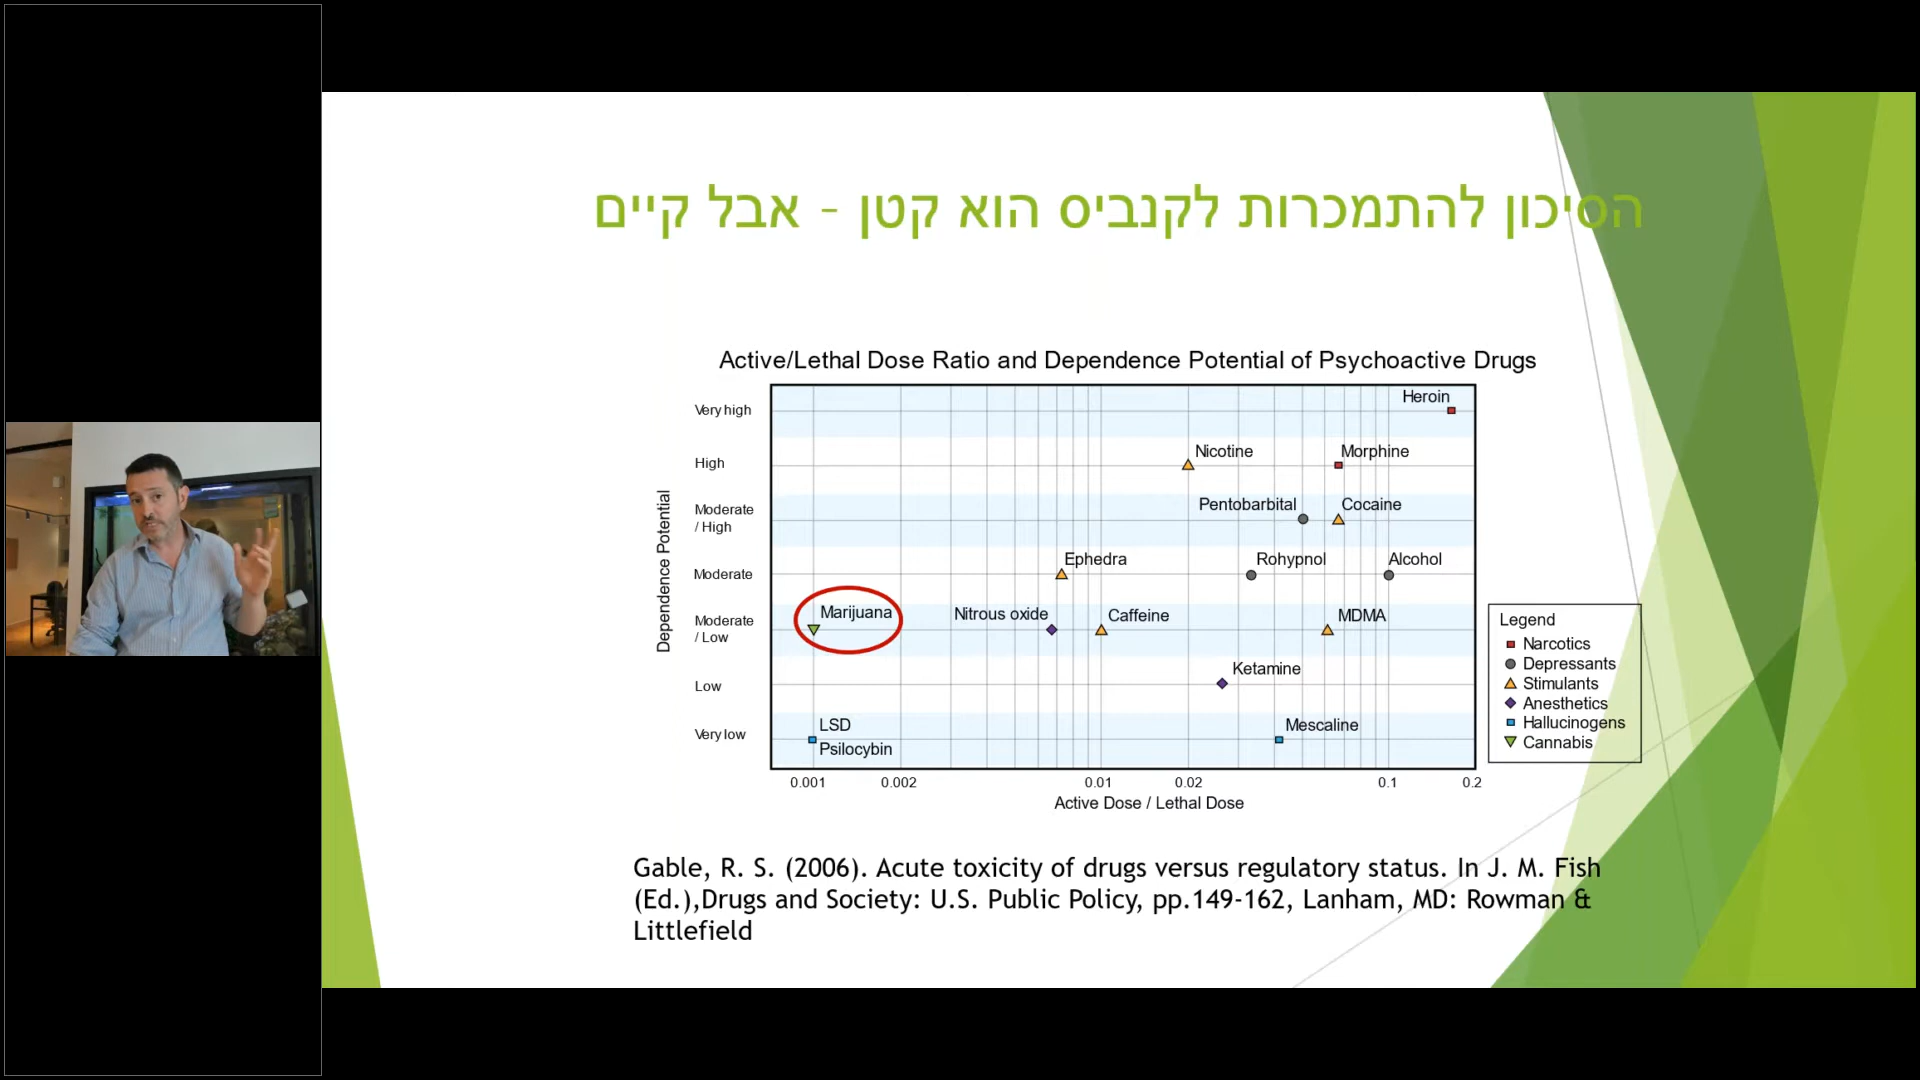 הסיכון להתמכרות לקנביס הוא קטן - אבל קיים
Active/Lethal Dose Ratio and Dependence Potential of Psychoactive Drugs
Dependence Potential
Very high
High
Moderate
/ High
Moderate
Moderate
/ Low
Low
Very low
Heroin
Nicotine
Morphine
Pentobarbital
Cocaine
Ephedra
Rohypnol
Alcohol
Marijuana
Nitrous oxide
Caffeine
MDMA
Ketamine
LSD
Psilocybin
Mescaline
0.001 0.002 0.01 0.02 0.1 0.2
Active Dose / Lethal Dose
Legend
Narcotics
Depressants
Stimulants
Anesthetics
Hallucinogens
Cannabis
Gable, R. S. (2006). Acute toxicity of drugs versus regulatory status. In J. M. Fish
(Ed.),Drugs and Society: U.S. Public Policy, pp.149-162, Lanham, MD: Rowman &
Littlefield